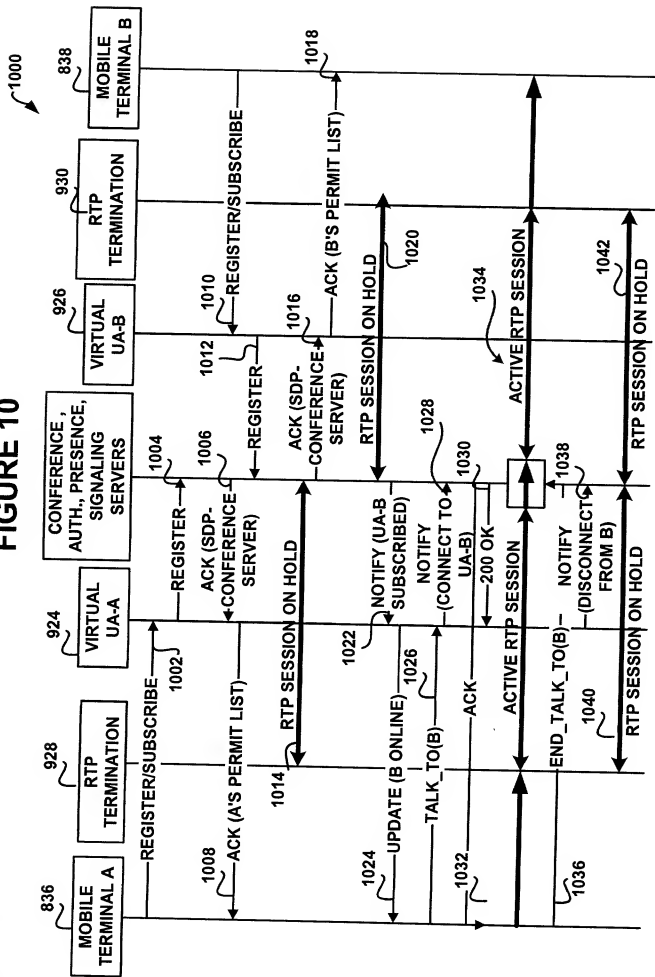 FIGURE 10
1000
836
MOBILE
TERMINAL A
928
RTP
TERMINATION
924
VIRTUAL
UA-A
CONFERENCE,
AUTH., PRESENCE,
SIGNALING
SERVERS
926
VIRTUAL
UA-B
930
RTP
TERMINATION
838
MOBILE
TERMINAL B
REGISTER/SUBSCRIBE
1002
REGISTER
1004
ACK (SDP-
CONFERENCE
SERVER)
1006
ACK (A'S PERMIT LIST)
1008
REGISTER/SUBSCRIBE
1010
REGISTER
1012
RTP SESSION ON HOLD
1014
ACK (SDP-
CONFERENCE
SERVER)
1016
ACK (B'S PERMIT LIST)
1018
RTP SESSION ON HOLD
1020
NOTIFY (UA-B
SUBSCRIBED)
1022
UPDATE (B ONLINE)
1024
TALK_TO(B)
1026
NOTIFY
(CONNECT TO
UA-B)
1028
ACK
1030
200 OK
1032
ACTIVE RTP SESSION
ACTIVE RTP SESSION
1034
END_TALK_TO(B)
1036
NOTIFY
(DISCONNECT
FROM B)
1038
RTP SESSION ON HOLD
1040
RTP SESSION ON HOLD
1042